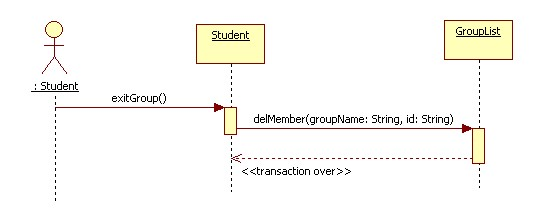 Student
GroupList
: Student
exitGroup()
delMember(groupName: String, id: String)
<<transaction over>>